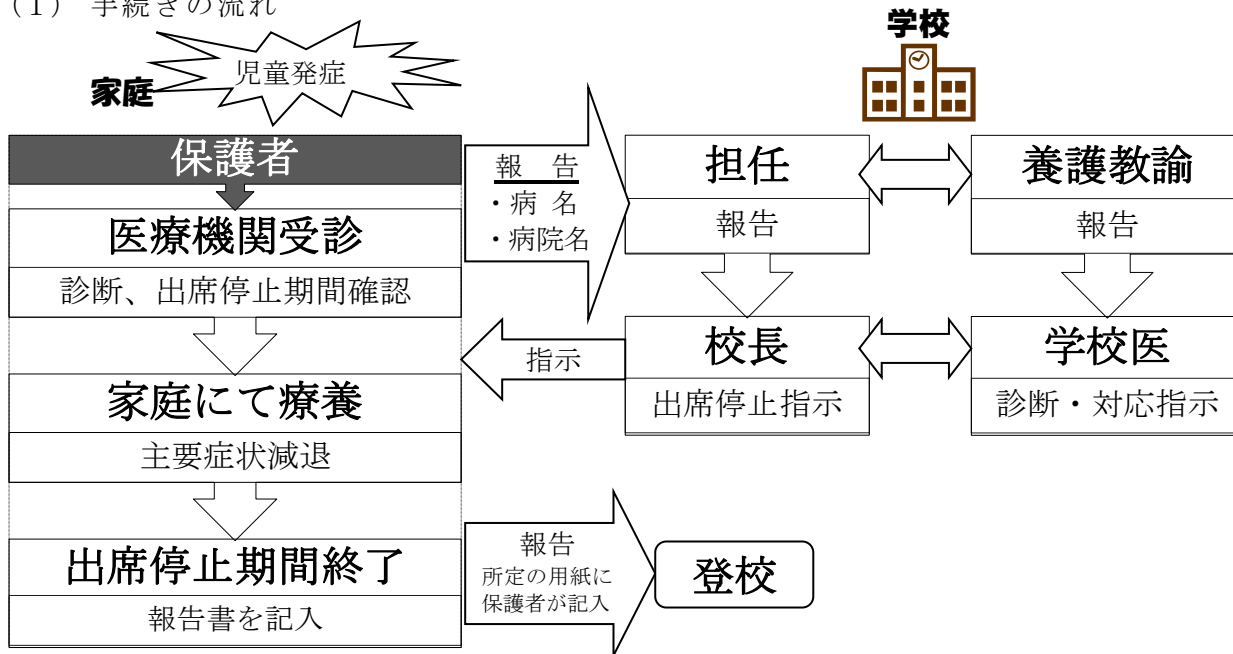 (1) 手続きの流れ
学校
家庭
児童発症
保護者
医療機関受診
診断、出席停止期間確認
家庭にて療養
主要症状減退
出席停止期間終了
報告書を記入
報 告
・病 名
・病院名
担任
報告
養護教諭
報告
校長
出席停止指示
学校医
診断・対応指示
指示
報告
所定の用紙に
保護者が記入
登校